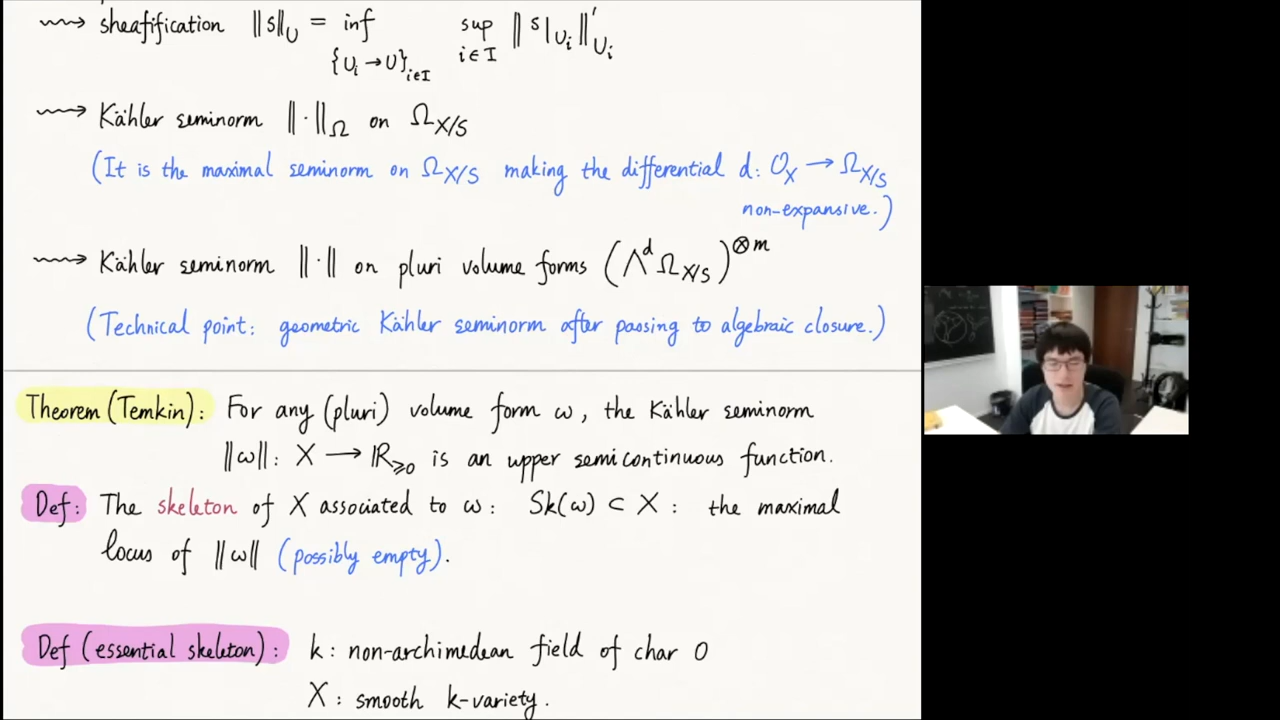 ⟿ sheafification ‖s‖_U = inf_{{U_i → U}_{i∈I}} sup_{i∈I} ‖s|_{U_i}‖'_{U_i}
⟿ Kähler seminorm ‖·‖_Ω on Ω_{X/S}
(It is the maximal seminorm on Ω_{X/S} making the differential d: O_X → Ω_{X/S}
non-expansive.)
⟿ Kähler seminorm ‖·‖ on pluri volume forms (Λ^d Ω_{X/S})^{⊗m}
(Technical point: geometric Kähler seminorm after passing to algebraic closure.)
Theorem (Temkin): For any (pluri) volume form ω, the Kähler seminorm
‖ω‖: X → ℝ_{≥0} is an upper semicontinuous function.
Def: The skeleton of X associated to ω: Sk(ω) ⊂ X: the maximal
locus of ‖ω‖ (possibly empty).
Def (essential skeleton): k: non-archimedean field of char 0
X: smooth k-variety.